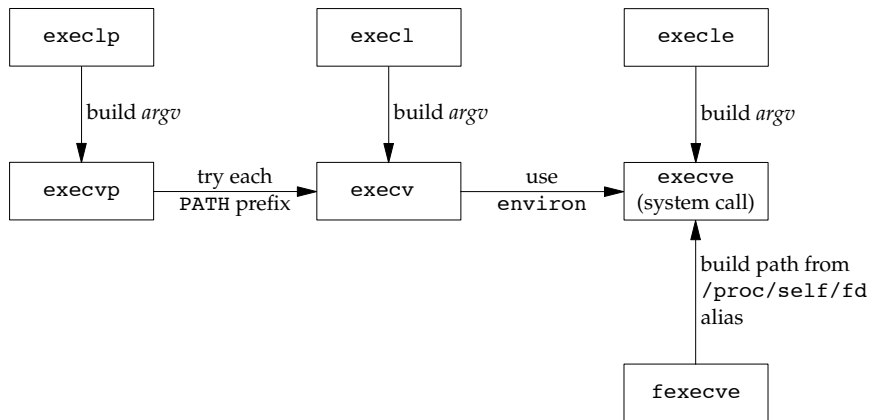 execlp
execl
execle
build argv
build argv
build argv
execvp
try each
PATH prefix
execv
use
environ
execve
(system call)
build path from
/proc/self/fd
alias
fexecve